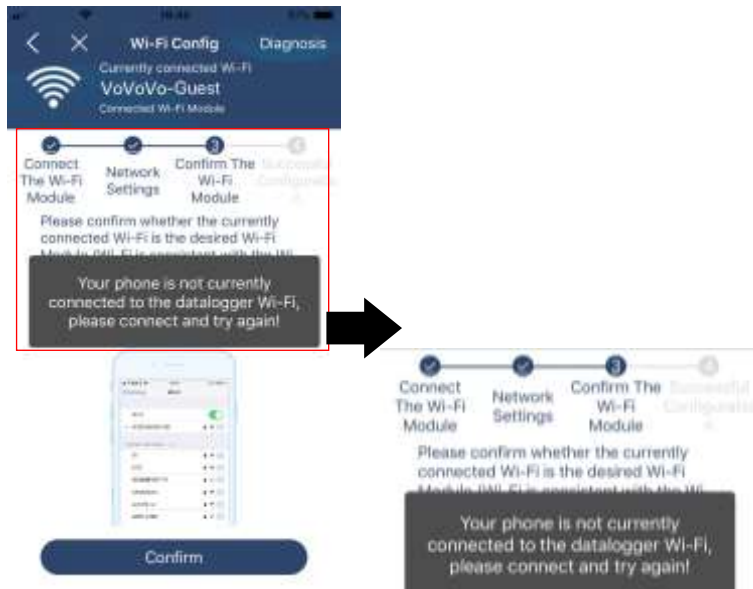 Wi-Fi Config
Diagnosis
Currently connected Wi-Fi
VoVoVo-Guest
Connected Wi-Fi Module
3
Connect The Wi-Fi Module
Network Settings
Confirm The Wi-Fi Module
Please confirm whether the currently
connected Wi-Fi is the desired Wi-Fi
Your phone is not currently
connected to the datalogger Wi-Fi,
please connect and try again!
Confirm
3
Connect The Wi-Fi Module
Network Settings
Confirm The Wi-Fi Module
Please confirm whether the currently
connected Wi-Fi is the desired Wi-Fi
Your phone is not currently
connected to the datalogger Wi-Fi,
please connect and try again!